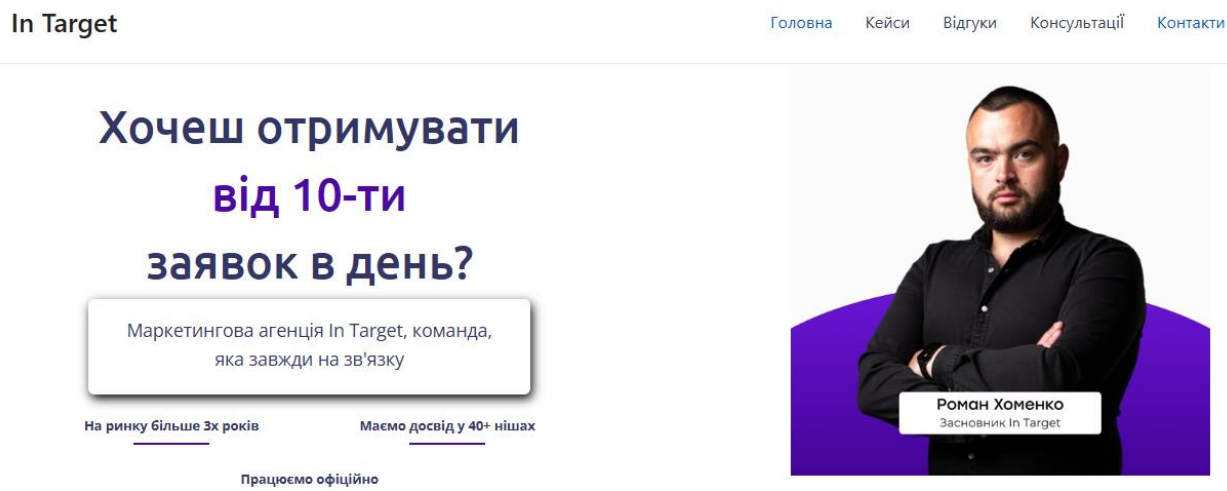 In Target
Головна Кейси Відгуки Консультації Контакти
Хочеш отримувати
від 10-ти
заявок в день?
Маркетингова агенція In Target, команда,
яка завжди на зв'язку
На ринку більше 3х років
Маємо досвід у 40+ нішах
Працюємо офіційно
Роман Хоменко
Засновник In Target